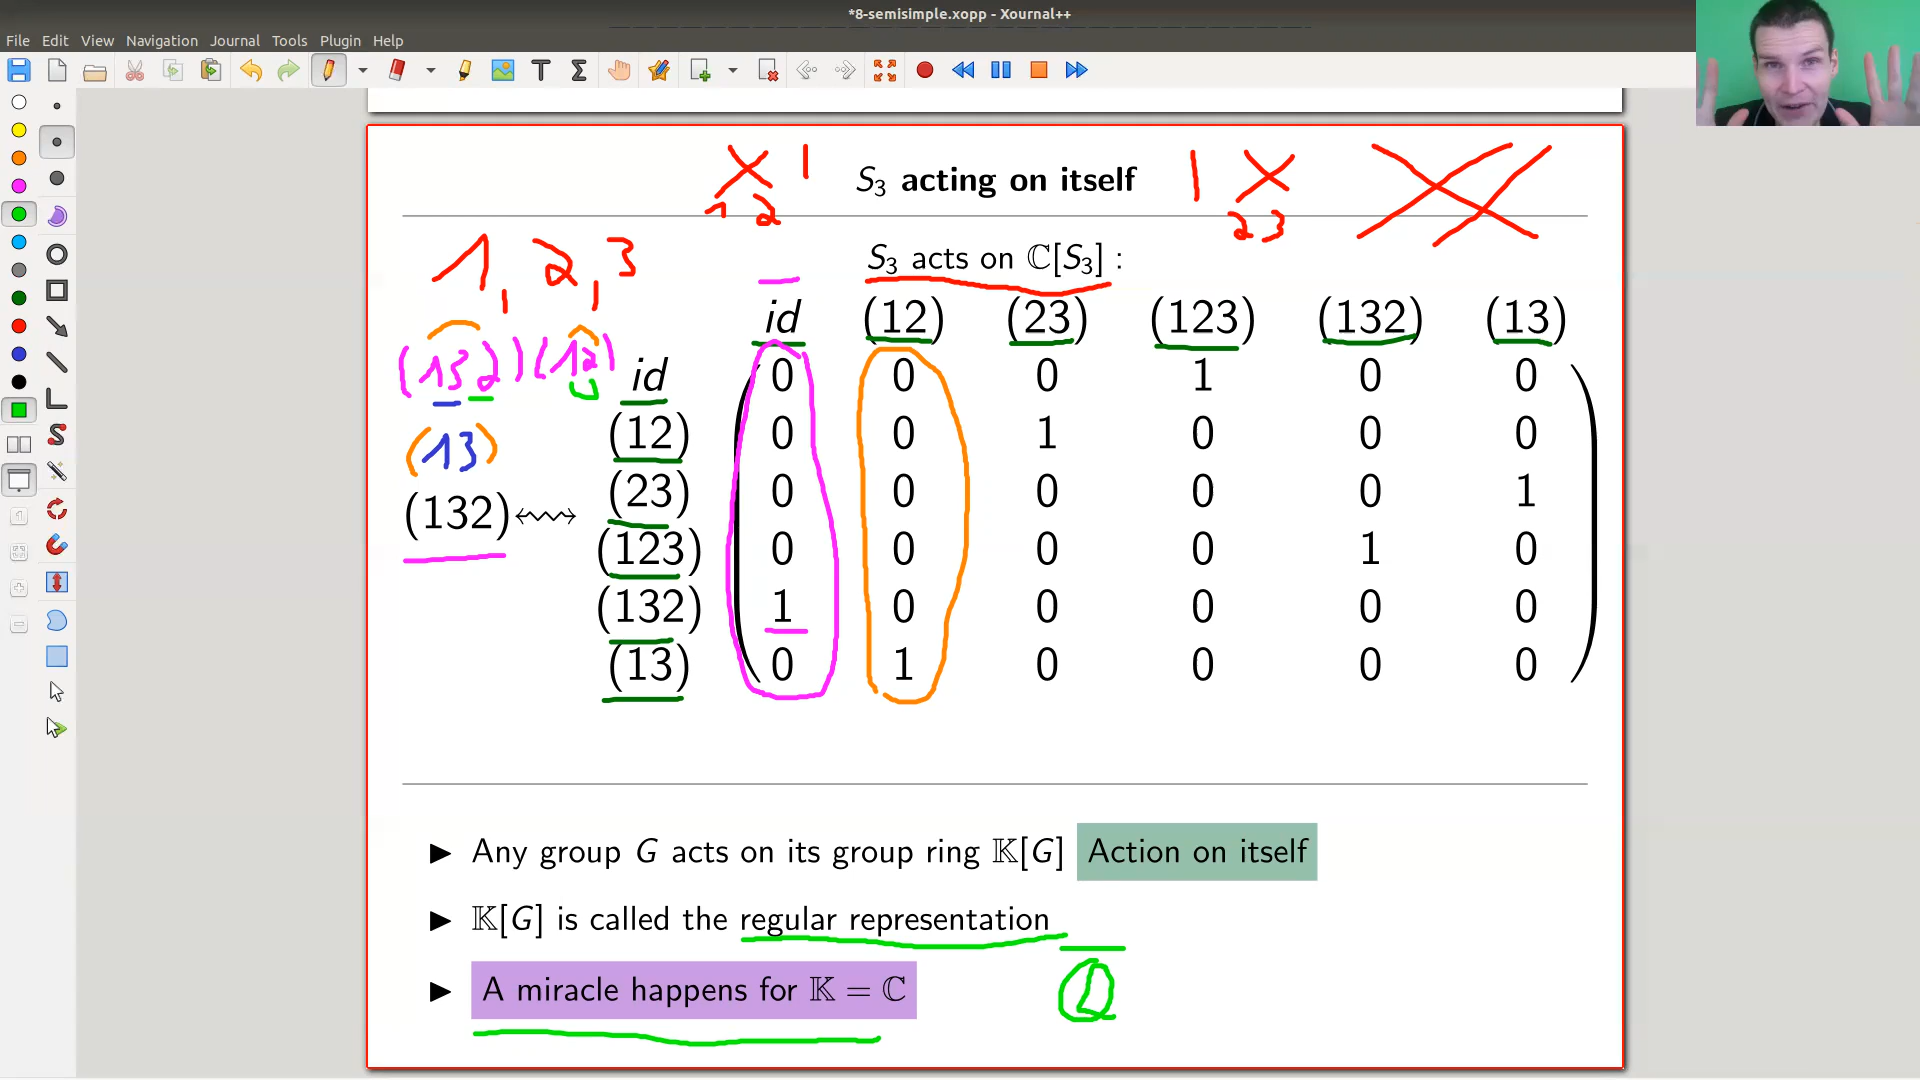 *8-semisimple.xopp - Xournal++
File Edit View Navigation Journal Tools Plugin Help
1 2
S₃ acting on itself
2 3
1, 2, 3
S₃ acts on ℂ[S₃] :
id (12) (23) (123) (132) (13)
(132)(12)
id 0 0 0 1 0 0
(13)
(12) 0 0 1 0 0 0
(132) ↭ (23) 0 0 0 0 0 1
(123) 0 0 0 0 1 0
(132) 1 0 0 0 0 0
(13) 0 1 0 0 0 0
► Any group G acts on its group ring 𝕂[G] Action on itself
► 𝕂[G] is called the regular representation
► A miracle happens for 𝕂 = ℂ